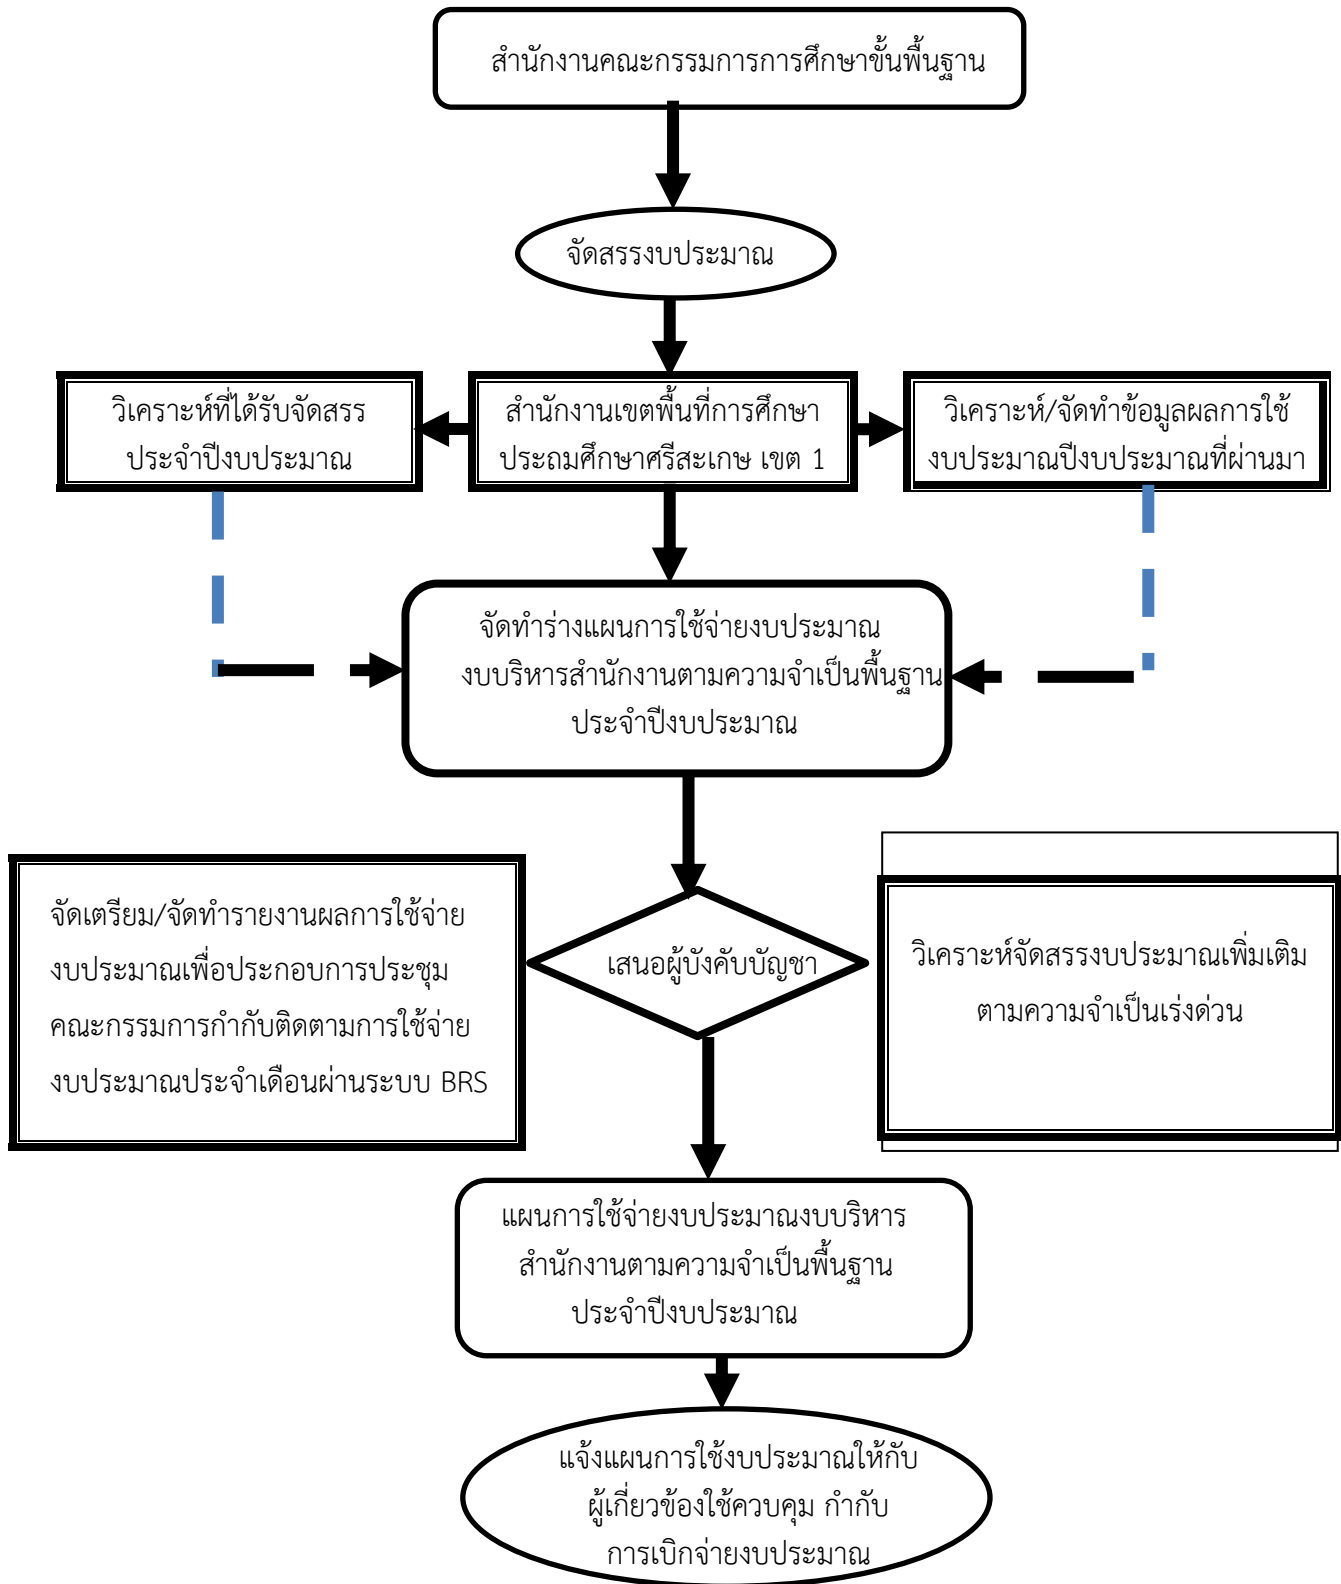 สำนักงานคณะกรรมการการศึกษาขั้นพื้นฐาน
จัดสรรงบประมาณ
วิเคราะห์ที่ได้รับจัดสรร
ประจำปีงบประมาณ
สำนักงานเขตพื้นที่การศึกษา
ประถมศึกษาศรีสะเกษ เขต 1
วิเคราะห์/จัดทำข้อมูลผลการใช้
งบประมาณปีงบประมาณที่ผ่านมา
จัดทำร่างแผนการใช้จ่ายงบประมาณ
งบบริหารสำนักงานตามความจำเป็นพื้นฐาน
ประจำปีงบประมาณ
จัดเตรียม/จัดทำรายงานผลการใช้จ่าย
งบประมาณเพื่อประกอบการประชุม
คณะกรรมการกำกับติดตามการใช้จ่าย
งบประมาณประจำเดือนผ่านระบบ BRS
เสนอผู้บังคับบัญชา
วิเคราะห์จัดสรรงบประมาณเพิ่มเติม
ตามความจำเป็นเร่งด่วน
แผนการใช้จ่ายงบประมาณงบบริหาร
สำนักงานตามความจำเป็นพื้นฐาน
ประจำปีงบประมาณ
แจ้งแผนการใช้งบประมาณให้กับ
ผู้เกี่ยวข้องใช้ควบคุม กำกับ
การเบิกจ่ายงบประมาณ